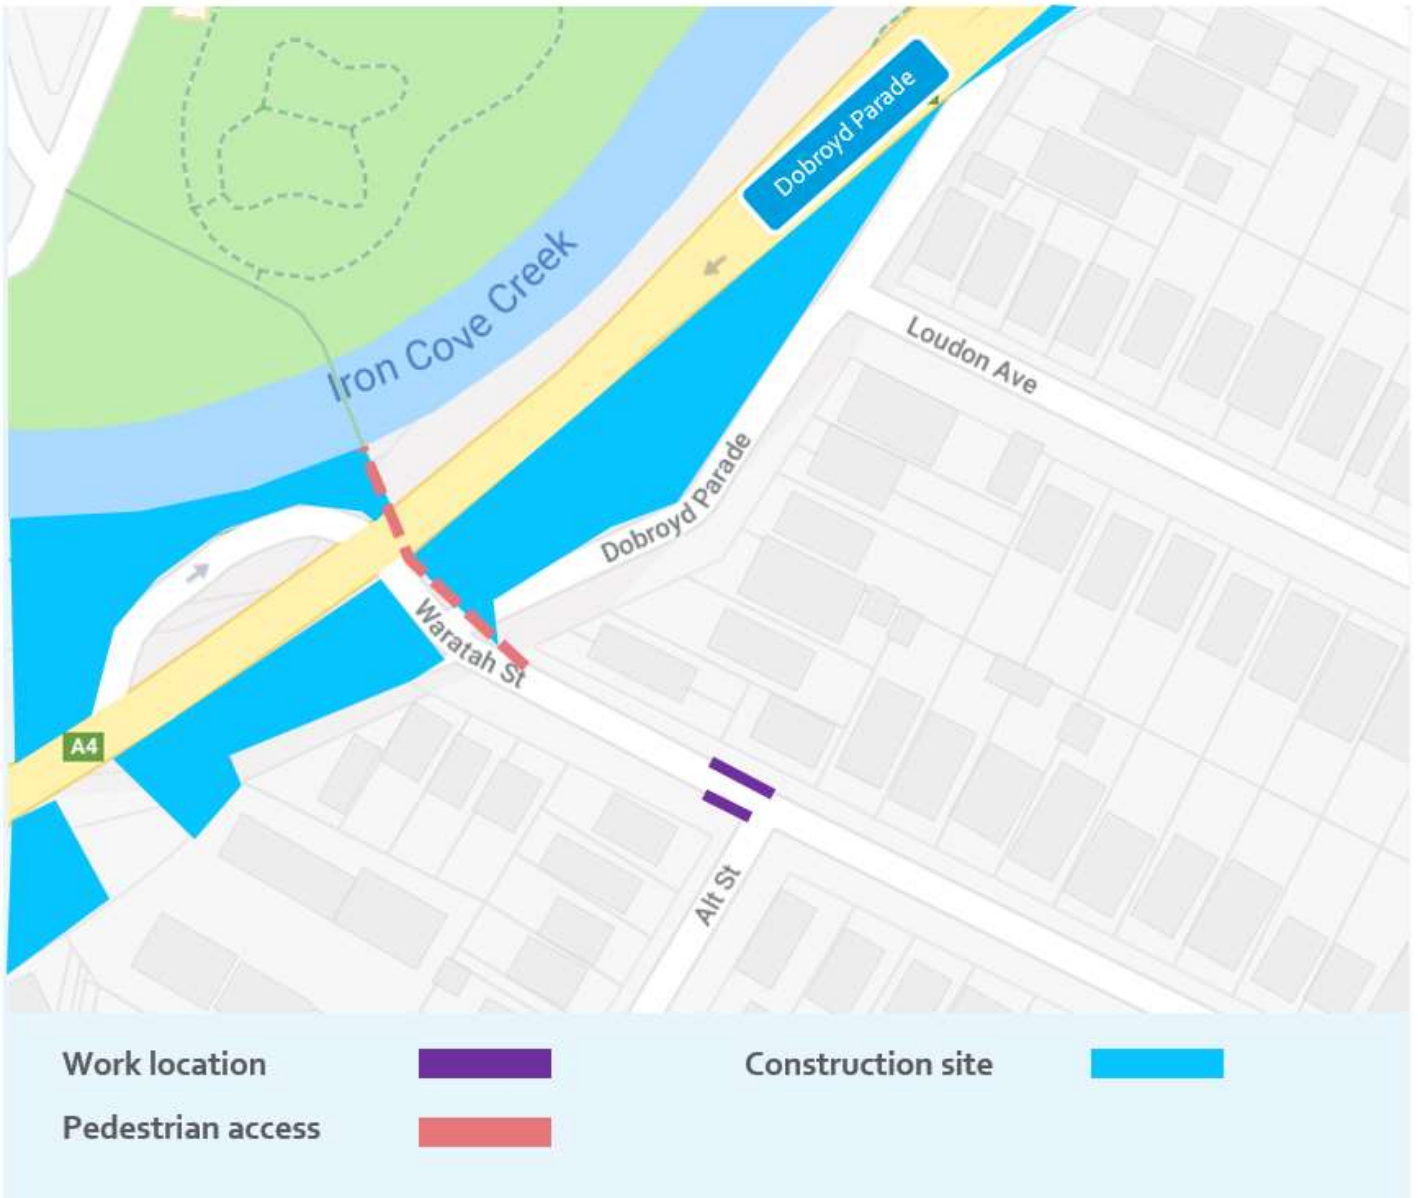 Dobroyd Parade
Iron Cove Creek
Loudon Ave
Dobroyd Parade
Waratah St
A4
Alt St
Work location
Construction site
Pedestrian access